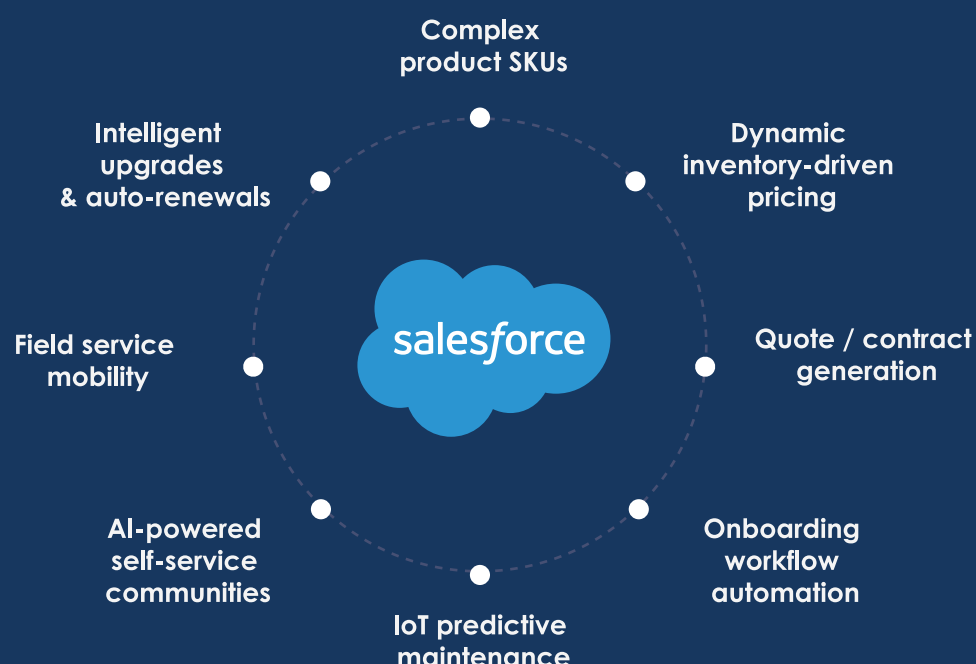 Complex
product SKUs
Dynamic
inventory-driven
pricing
Quote / contract
generation
Onboarding
workflow
automation
IoT predictive
maintenance
AI-powered
self-service
communities
Field service
mobility
Intelligent
upgrades
& auto-renewals
salesforce